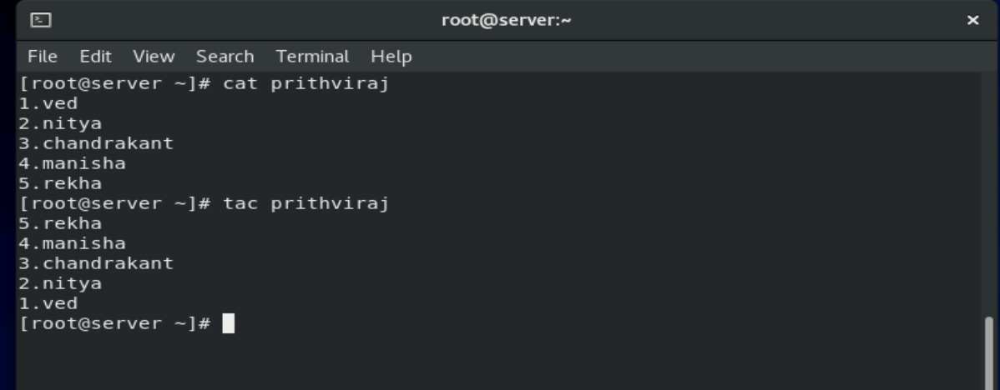 root@server:~
File Edit View Search Terminal Help
[root@server ~]# cat prithviraj
1.ved
2.nitya
3.chandrakant
4.manisha
5.rekha
[root@server ~]# tac prithviraj
5.rekha
4.manisha
3.chandrakant
2.nitya
1.ved
[root@server ~]#